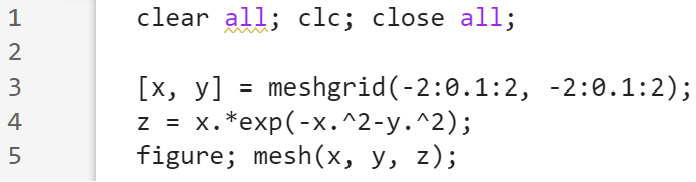 1 clear all; clc; close all;
2
3 [x, y] = meshgrid(-2:0.1:2, -2:0.1:2);
4 z = x.*exp(-x.^2-y.^2);
5 figure; mesh(x, y, z);